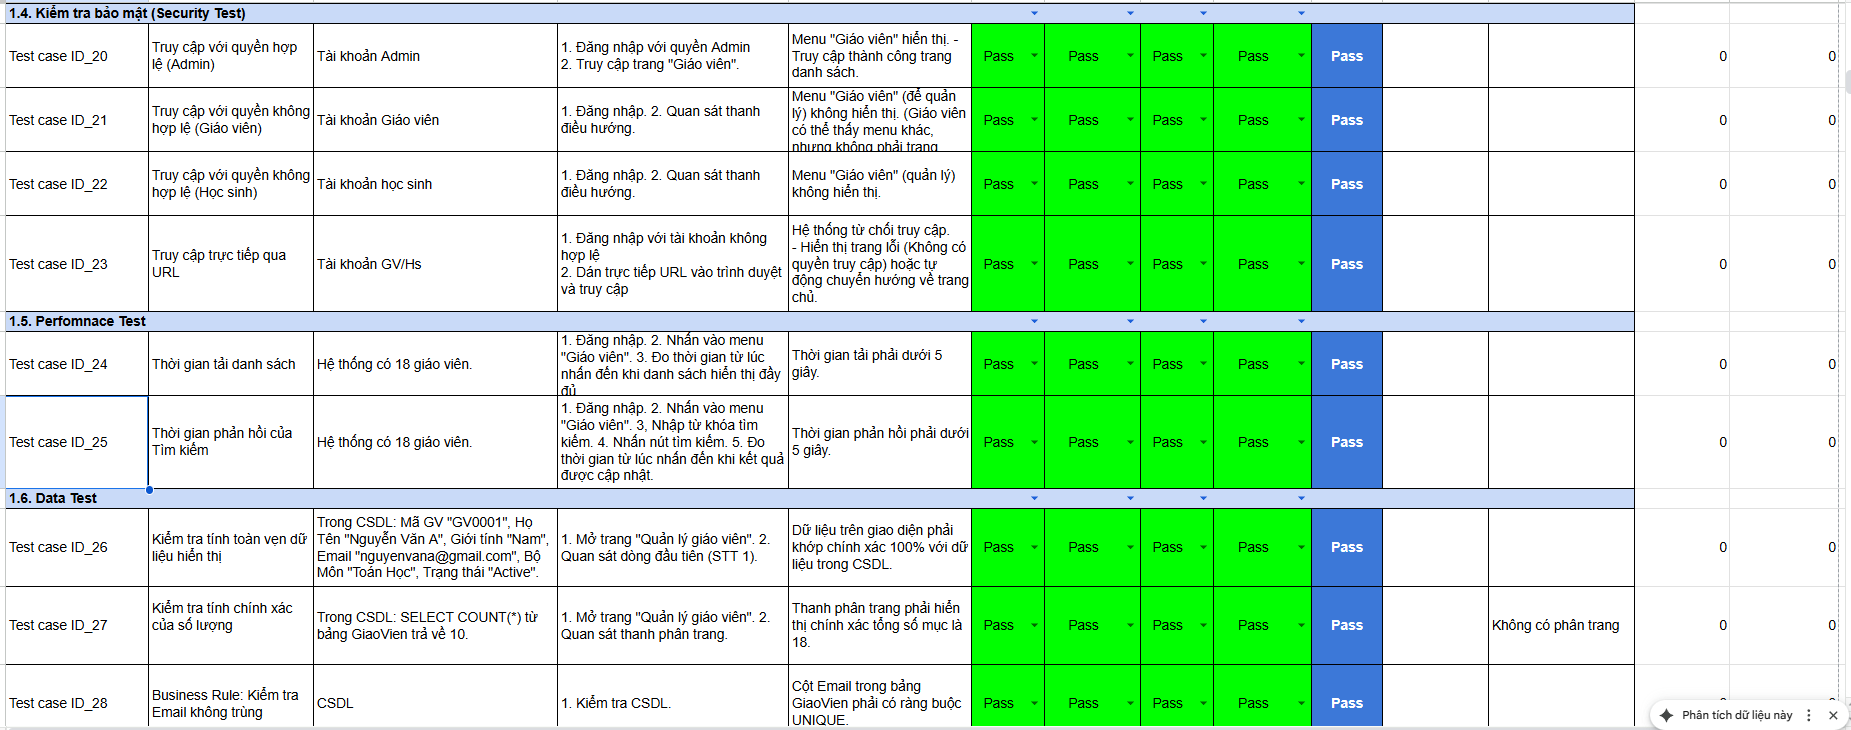 1.4. Kiểm tra bảo mật (Security Test)
Test case ID_20
Truy cập với quyền hợp
lệ (Admin)
Tài khoản Admin
1. Đăng nhập với quyền Admin
2. Truy cập trang "Giáo viên".
Menu "Giáo viên" hiển thị. -
Truy cập thành công trang
danh sách.
Pass
Pass
Pass
Pass
Pass
0
0
Test case ID_21
Truy cập với quyền không
hợp lệ (Giáo viên)
Tài khoản Giáo viên
1. Đăng nhập. 2. Quan sát thanh
điều hướng.
Menu "Giáo viên" (để quản
lý) không hiển thị. (Giáo viên
có thể thấy menu khác,
nhưng không phải trang
Pass
Pass
Pass
Pass
Pass
0
0
Test case ID_22
Truy cập với quyền không
hợp lệ (Học sinh)
Tài khoản học sinh
1. Đăng nhập. 2. Quan sát thanh
điều hướng.
Menu "Giáo viên" (quản lý)
không hiển thị.
Pass
Pass
Pass
Pass
Pass
0
0
Test case ID_23
Truy cập trực tiếp qua
URL
Tài khoản GV/Hs
1. Đăng nhập với tài khoản không
hợp lệ
2. Dán trực tiếp URL vào trình duyệt
và truy cập
Hệ thống từ chối truy cập.
- Hiển thị trang lỗi (Không có
quyền truy cập) hoặc tự
động chuyển hướng về trang
chủ.
Pass
Pass
Pass
Pass
Pass
0
0
1.5. Perfomnace Test
Test case ID_24
Thời gian tải danh sách
Hệ thống có 18 giáo viên.
1. Đăng nhập. 2. Nhấn vào menu
"Giáo viên". 3. Đo thời gian từ lúc
nhấn đến khi danh sách hiển thị đầy
đủ
Thời gian tải phải dưới 5
giây.
Pass
Pass
Pass
Pass
Pass
0
0
Test case ID_25
Thời gian phản hồi của
Tìm kiếm
Hệ thống có 18 giáo viên.
1. Đăng nhập. 2. Nhấn vào menu
"Giáo viên". 3, Nhập từ khóa tìm
kiếm. 4. Nhấn nút tìm kiếm. 5. Đo
thời gian từ lúc nhấn đến khi kết quả
được cập nhật.
Thời gian phản hồi phải dưới
5 giây.
Pass
Pass
Pass
Pass
Pass
0
0
1.6. Data Test
Test case ID_26
Kiểm tra tính toàn vẹn dữ
liệu hiển thị
Trong CSDL: Mã GV "GV0001", Họ
Tên "Nguyễn Văn A", Giới tính "Nam",
Email "nguyenvana@gmail.com", Bộ
Môn "Toán Học", Trạng thái "Active".
1. Mở trang "Quản lý giáo viên". 2.
Quan sát dòng đầu tiên (STT 1).
Dữ liệu trên giao diện phải
khớp chính xác 100% với dữ
liệu trong CSDL.
Pass
Pass
Pass
Pass
Pass
0
0
Test case ID_27
Kiểm tra tính chính xác
của số lượng
Trong CSDL: SELECT COUNT(*) từ
bảng GiaoVien trả về 10.
1. Mở trang "Quản lý giáo viên". 2.
Quan sát thanh phân trang.
Thanh phân trang phải hiển
thị chính xác tổng số mục là
18.
Pass
Pass
Pass
Pass
Pass
Không có phân trang
0
0
Test case ID_28
Business Rule: Kiểm tra
Email không trùng
CSDL
1. Kiểm tra CSDL.
Cột Email trong bảng
GiaoVien phải có ràng buộc
UNIQUE.
Pass
Pass
Pass
Pass
Pass
Phân tích dữ liệu này